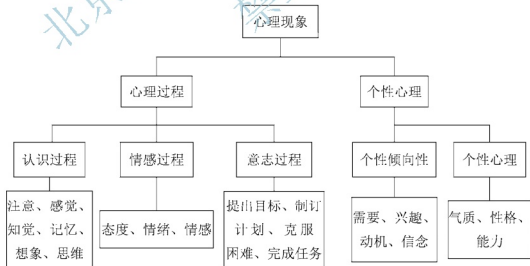 北京
心理现象
心理过程
个性心理
认识过程
情感过程
意志过程
个性倾向性
个性心理
注意、感觉、
知觉、记忆、
想象、思维
态度、情绪、情感
提出目标、制订
计划、克服
困难、完成任务
需要、兴趣、
动机、信念
气质、性格、
能力